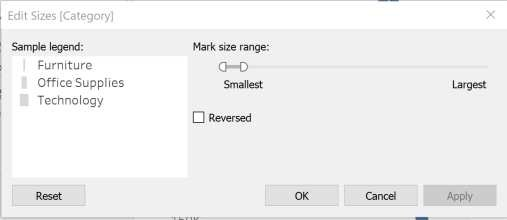 Edit Sizes [Category]
Sample legend:
Furniture
Office Supplies
Technology
Mark size range:
Smallest
Largest
Reversed
Reset
OK
Cancel
Apply